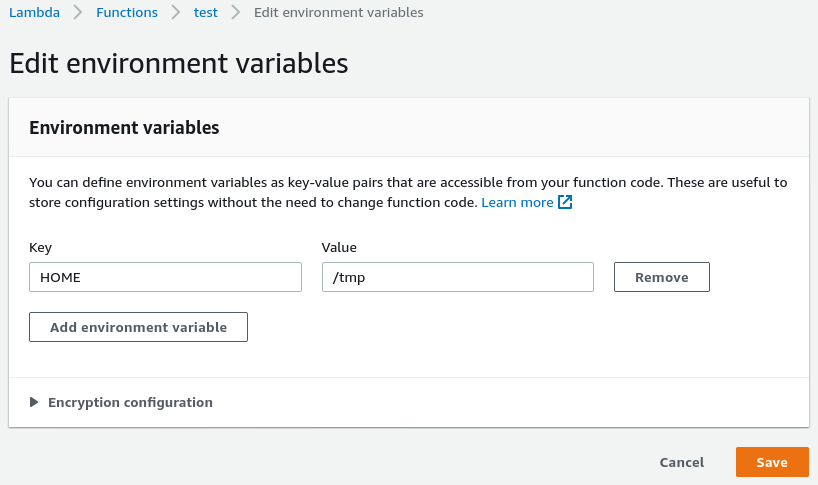 Lambda > Functions > test > Edit environment variables
Edit environment variables
Environment variables
You can define environment variables as key-value pairs that are accessible from your function code. These are useful to
store configuration settings without the need to change function code. Learn more
Key Value
HOME /tmp Remove
Add environment variable
Encryption configuration
Cancel Save